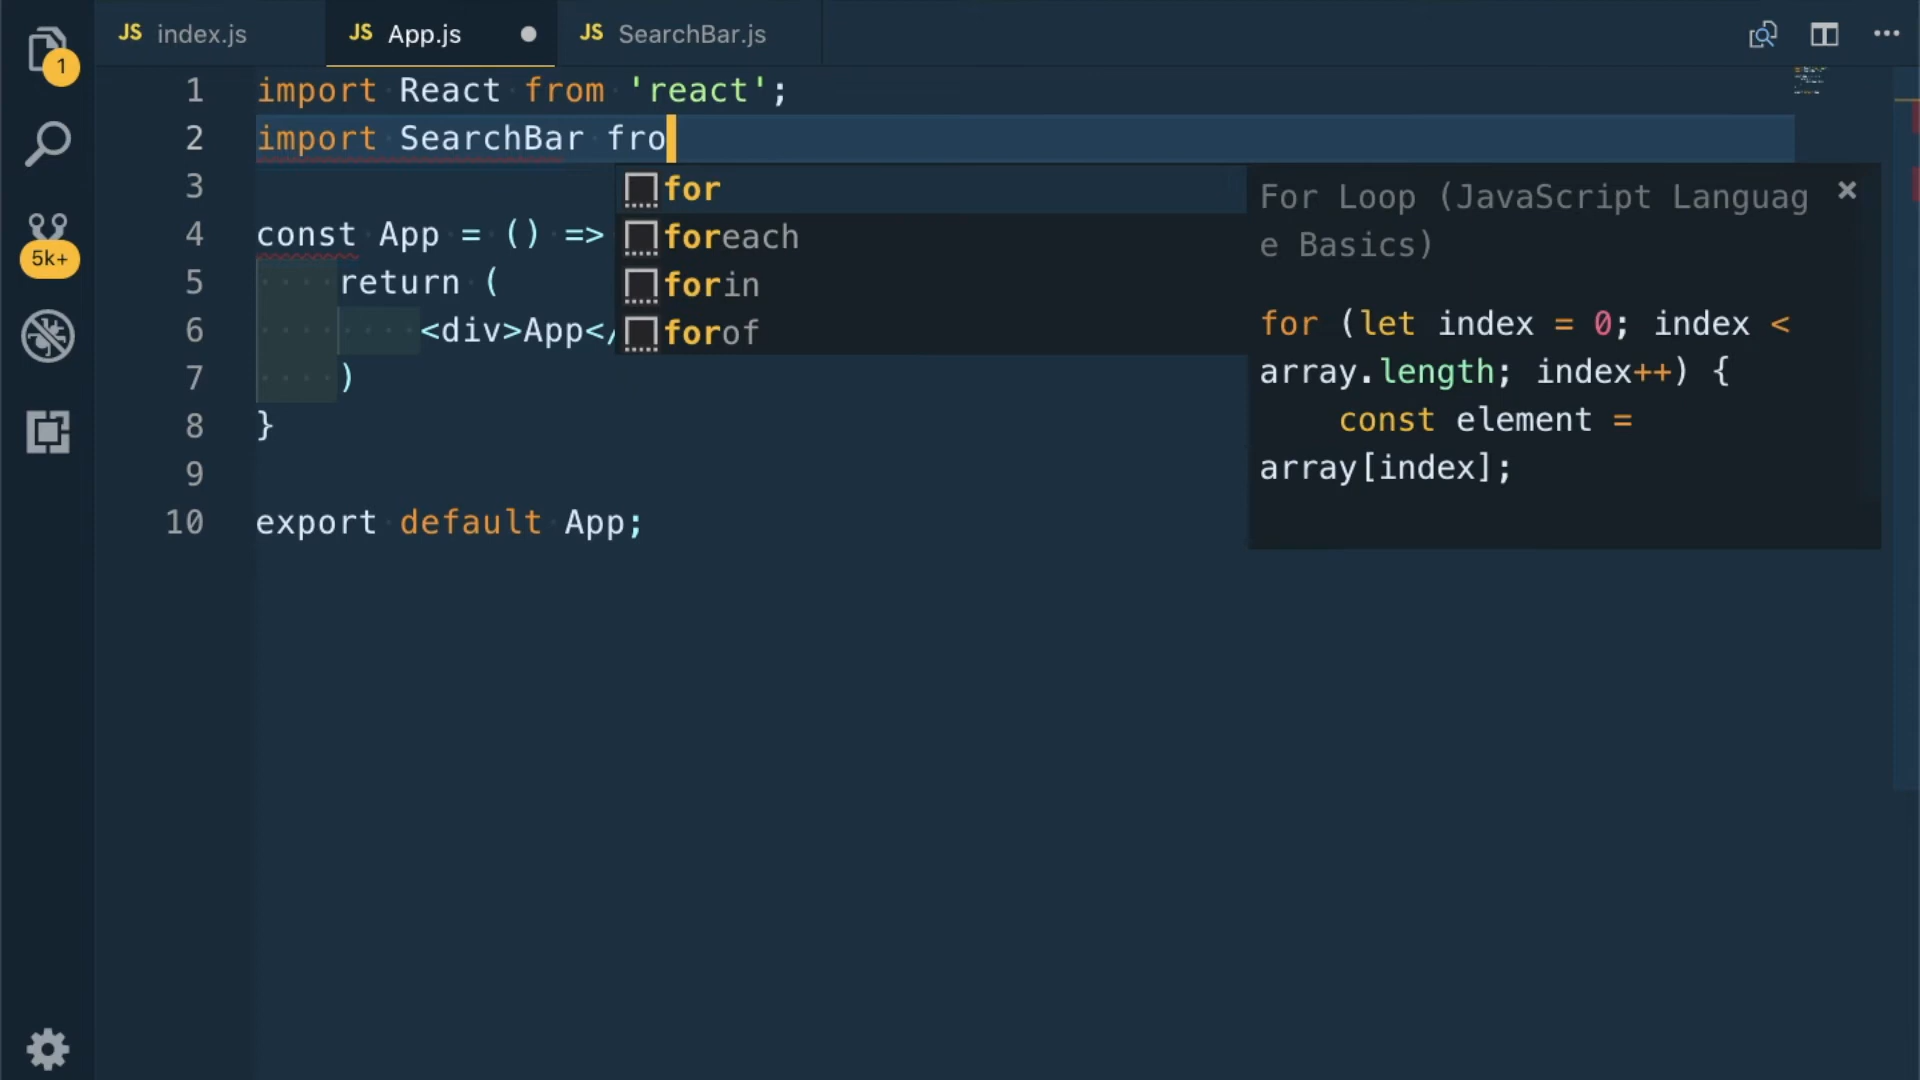 JS index.js JS App.js JS SearchBar.js
1
5k+
1 import React from 'react';
2 import SearchBar fro
3
4 const App = () =>
5 return (
6 <div>App</
7 )
8 }
9
10 export default App;
for
foreach
forin
forof
For Loop (JavaScript Languag
e Basics)
for (let index = 0; index <
array.length; index++) {
const element =
array[index];